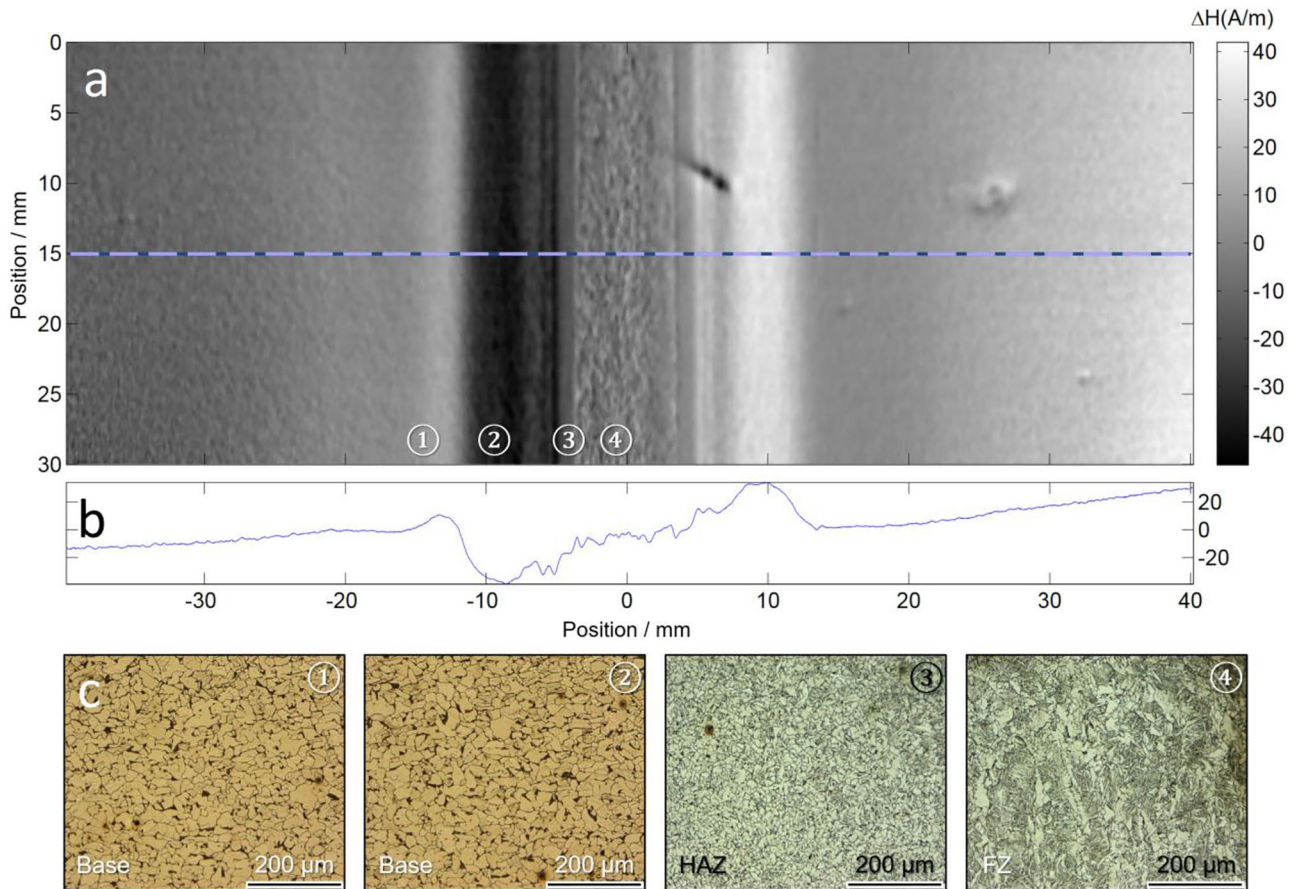 ΔH(A/m)
a
0
5
10
15
20
25
30
Position / mm
① ② ③ ④
40
30
20
10
0
-10
-20
-30
-40
b
20
0
-20
-30 -20 -10 0 10 20 30 40
Position / mm
c
①
Base 200 µm
②
Base 200 µm
③
HAZ 200 µm
④
FZ 200 µm